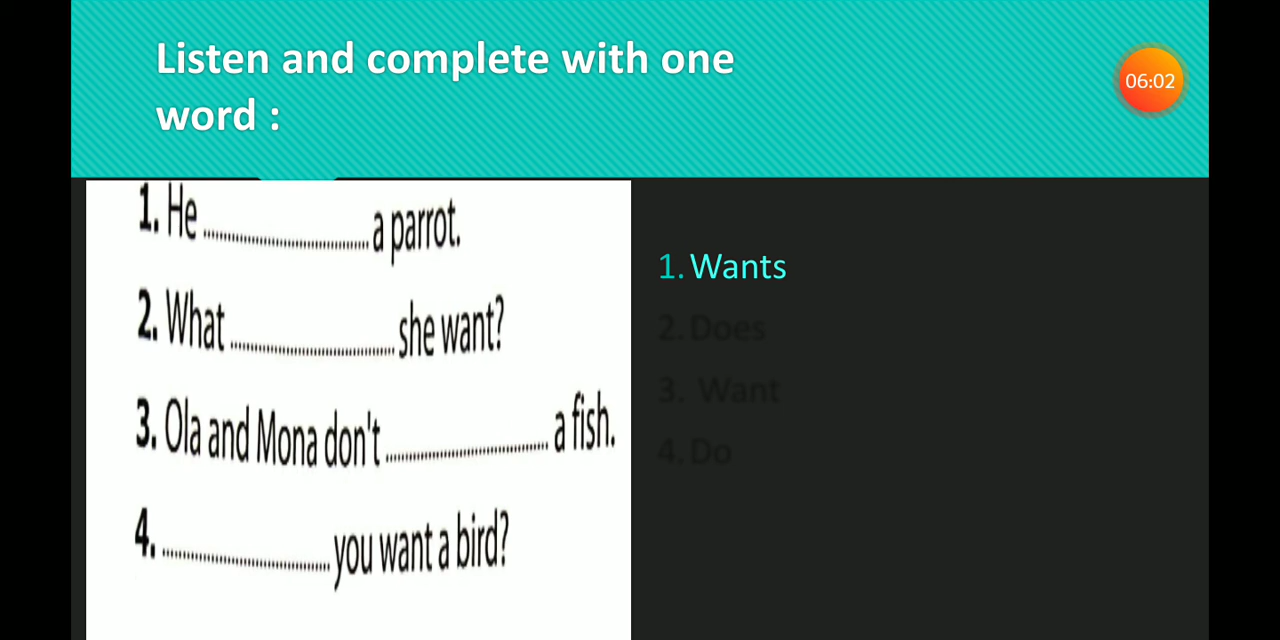 Listen and complete with one
word :
06:02
1. He .................................... a parrot.
2. What .................................... she want?
3. Ola and Mona don't .................................... a fish.
4. .................................... you want a bird?
1. Wants
2. Does
3. Want
4. Do